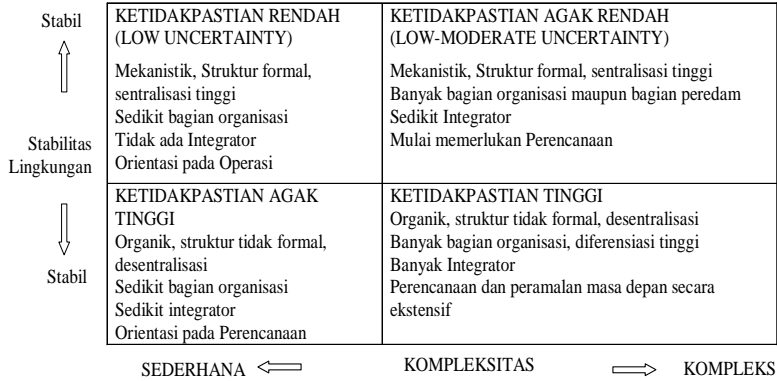 Stabil
Stabilitas
Lingkungan
Stabil
KETIDAKPASTIAN RENDAH
(LOW UNCERTAINTY)
Mekanistik, Struktur formal,
sentralisasi tinggi
Sedikit bagian organisasi
Tidak ada Integrator
Orientasi pada Operasi
KETIDAKPASTIAN AGAK RENDAH
(LOW-MODERATE UNCERTAINTY)
Mekanistik, Struktur formal, sentralisasi tinggi
Banyak bagian organisasi maupun bagian peredam
Sedikit Integrator
Mulai memerlukan Perencanaan
KETIDAKPASTIAN AGAK
TINGGI
Organik, struktur tidak formal,
desentralisasi
Sedikit bagian organisasi
Sedikit integrator
Orientasi pada Perencanaan
KETIDAKPASTIAN TINGGI
Organik, struktur tidak formal, desentralisasi
Banyak bagian organisasi, diferensiasi tinggi
Banyak Integrator
Perencanaan dan peramalan masa depan secara
ekstensif
SEDERHANA KOMPLEKSITAS KOMPLEKS